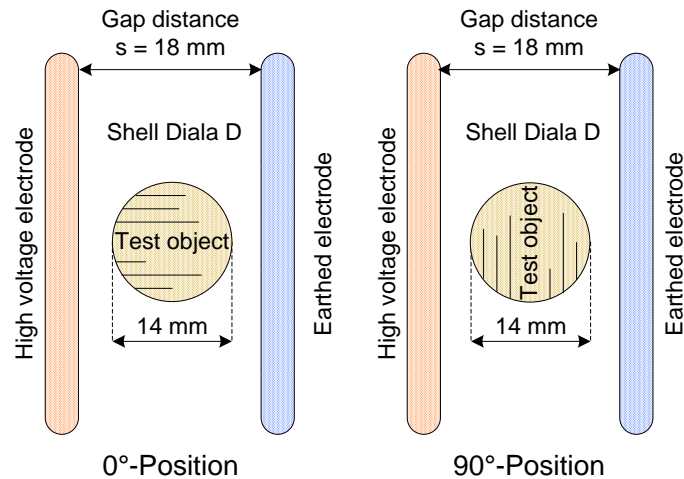 Gap distance
s = 18 mm
High voltage electrode
Shell Diala D
Test object
14 mm
Earthed electrode
0°-Position
Gap distance
s = 18 mm
High voltage electrode
Shell Diala D
Test object
14 mm
Earthed electrode
90°-Position